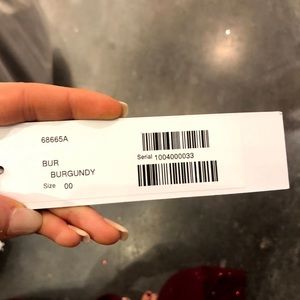 68665A
Serial 1004000033
BUR
BURGUNDY
Size 00